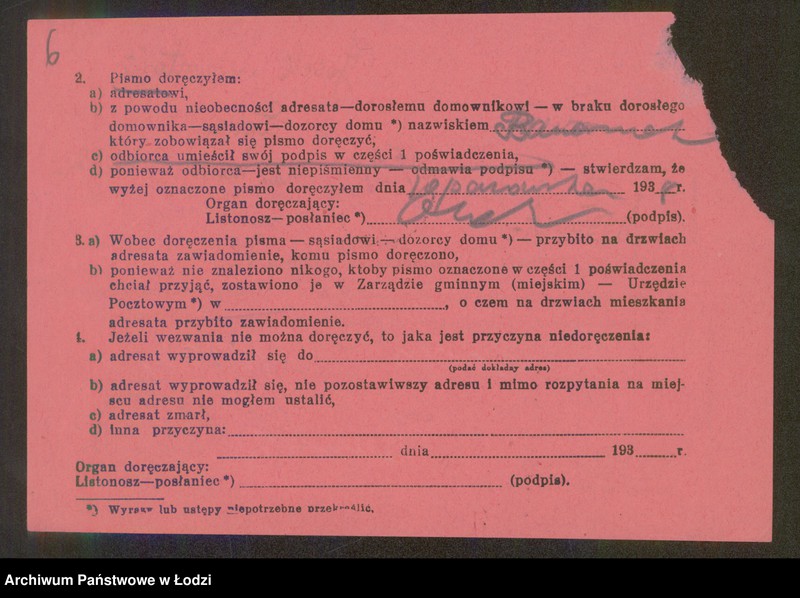 6
2. Pismo doręczyłem:
a) adresatowi,
b) z powodu nieobecności adresata—dorosłemu domownikowi — w braku dorosłego
domownika—sąsiadowi—dozorcy domu *) nazwiskiem
który zobowiązał się pismo doręczyć,
c) odbiorca umieścił swój podpis w części 1 poświadczenia,
d) ponieważ odbiorca—jest niepiśmienny — odmawia podpisu *) — stwierdzam, że
wyżej oznaczone pismo doręczyłem dnia 193 r.
Organ doręczający:
Listonosz—posłaniec *) (podpis).
3. a) Wobec doręczenia pisma — sąsiadowi — dozorcy domu *) — przybito na drzwiach
adresata zawiadomienie, komu pismo doręczono,
b) ponieważ nie znaleziono nikogo, ktoby pismo oznaczone w części 1 poświadczenia
chciał przyjąć, zostawiono je w Zarządzie gminnym (miejskim) — Urzędzie
Pocztowym *) w , o czem na drzwiach mieszkania
adresata przybito zawiadomienie.
4. Jeżeli wezwania nie można doręczyć, to jaka jest przyczyna niedoręczenia:
a) adresat wyprowadził się do
(podać dokładny adres)
b) adresat wyprowadził się, nie pozostawiwszy adresu i mimo rozpytania na miej-
scu adresu nie mogłem ustalić,
c) adresat zmarł,
d) inna przyczyna:
dnia 193 r.
Organ doręczający:
Listonosz—posłaniec *) (podpis).
*) Wyrazy lub ustępy niepotrzebne przekreślić.
Archiwum Państwowe w Łodzi